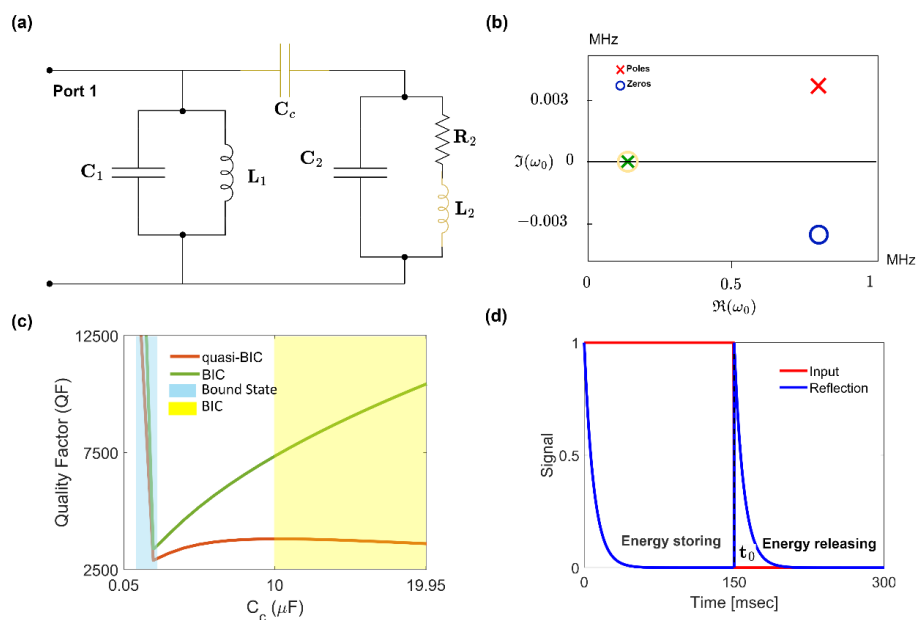 (a)
Port 1
C_c
C_1
L_1
C_2
R_2
L_2
(b)
MHz
Poles
Zeros
0.003
ℑ(ω_0)
0
−0.003
MHz
0
0.5
1
ℜ(ω_0)
(c)
12500
7500
2500
Quality Factor (QF)
quasi-BIC
BIC
Bound State
BIC
0.05
10
19.95
C_c (μF)
(d)
1
0.5
0
Signal
Input
Reflection
Energy storing
t_0
Energy releasing
0
150
300
Time [msec]